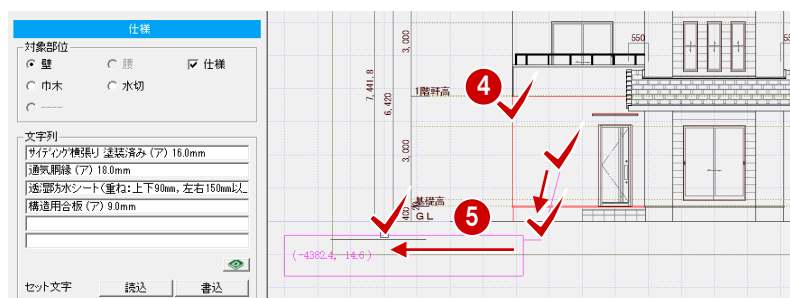 仕様
対象部位
壁
腰
仕様
巾木
水切
----
文字列
ｻｲﾃﾞｨﾝｸﾞ横張り 塗装済み (ア) 16.0mm
通気胴縁 (ア) 18.0mm
透湿防水シート(重ね:上下90mm, 左右150mm以
構造用合板 (ア) 9.0mm
セット文字
読込
書込
3,000
7,441.8
6,420
1階軒高
3,000
基礎高
400
GL
550
55
4
5
(-4382.4, 14.6)